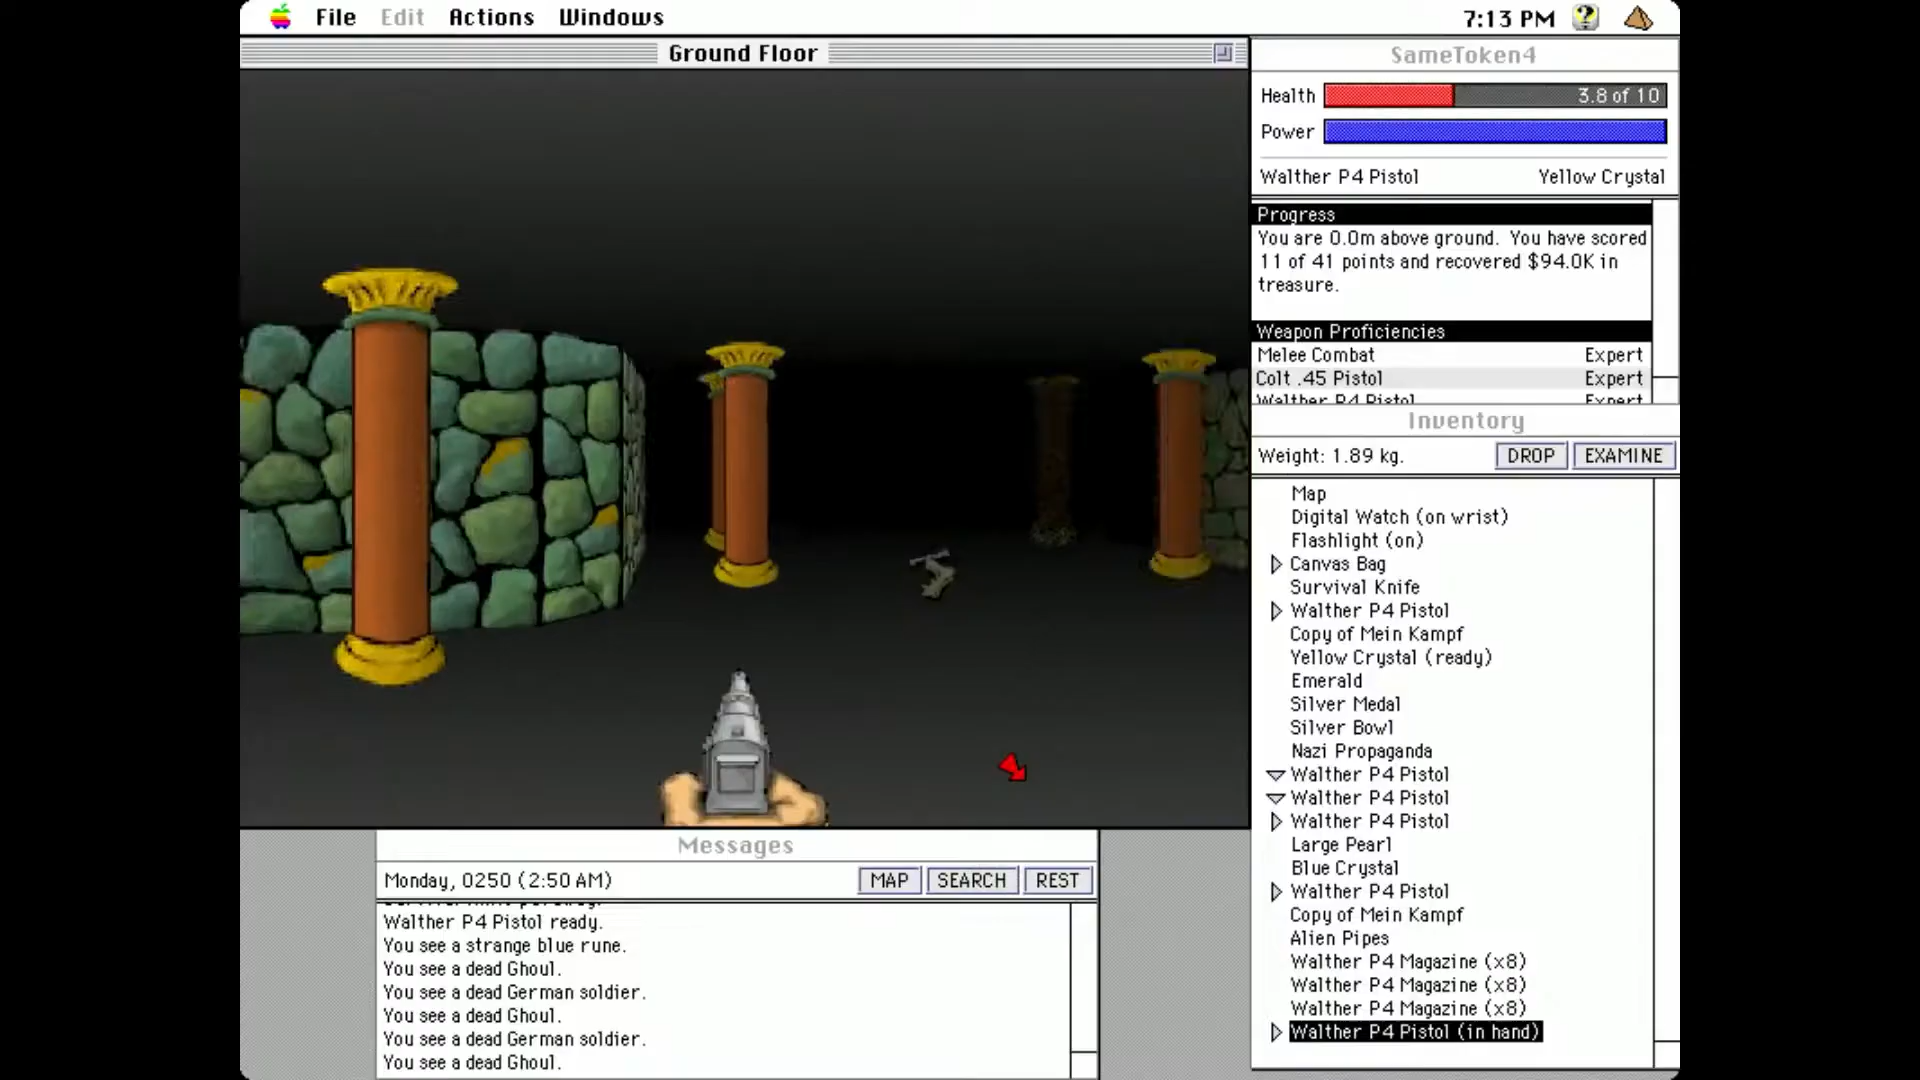 File Edit Actions Windows 7:13 PM
Ground Floor
SameToken4
Health 3.8 of 10
Power
Walther P4 Pistol Yellow Crystal
Progress
You are 0.0m above ground. You have scored
11 of 41 points and recovered $94.0K in
treasure.
Weapon Proficiencies
Melee Combat Expert
Colt .45 Pistol Expert
Walther P4 Pistol Expert
Inventory
Weight: 1.89 kg. DROP EXAMINE
Map
Digital Watch (on wrist)
Flashlight (on)
Canvas Bag
Survival Knife
Walther P4 Pistol
Copy of Mein Kampf
Yellow Crystal (ready)
Emerald
Silver Medal
Silver Bowl
Nazi Propaganda
Walther P4 Pistol
Walther P4 Pistol
Walther P4 Pistol
Large Pearl
Blue Crystal
Walther P4 Pistol
Copy of Mein Kampf
Alien Pipes
Walther P4 Magazine (x8)
Walther P4 Magazine (x8)
Walther P4 Magazine (x8)
Walther P4 Pistol (in hand)
Messages
Monday, 0250 (2:50 AM) MAP SEARCH REST
Walther P4 Pistol ready.
You see a strange blue rune.
You see a dead Ghoul.
You see a dead German soldier.
You see a dead Ghoul.
You see a dead German soldier.
You see a dead Ghoul.